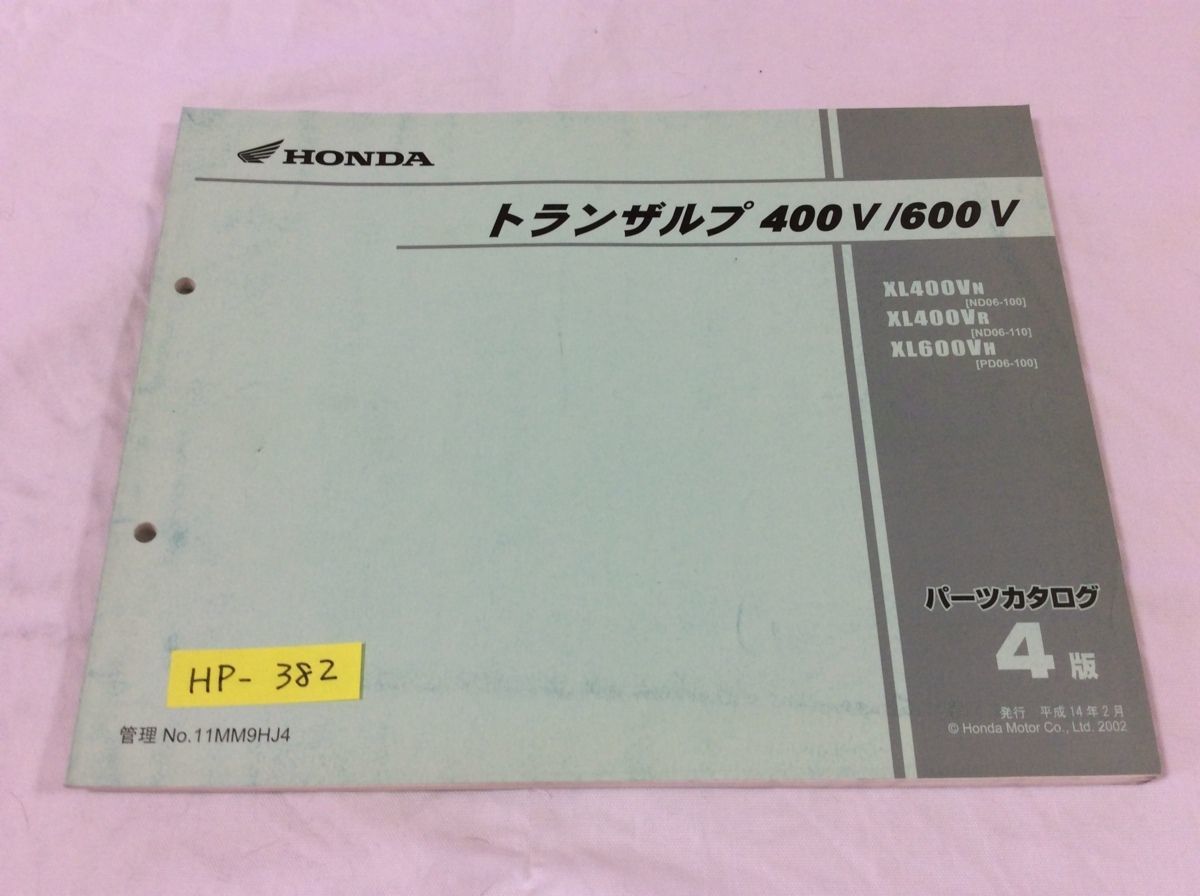 HONDA
トランザルプ 400 V/600 V
XL400VN
[ND06-100]
XL400VR
[ND06-110]
XL600VH
[PD06-100]
パーツカタログ
4 版
発行 平成14年2月
© Honda Motor Co., Ltd. 2002
HP- 382
管理 No.11MM9HJ4